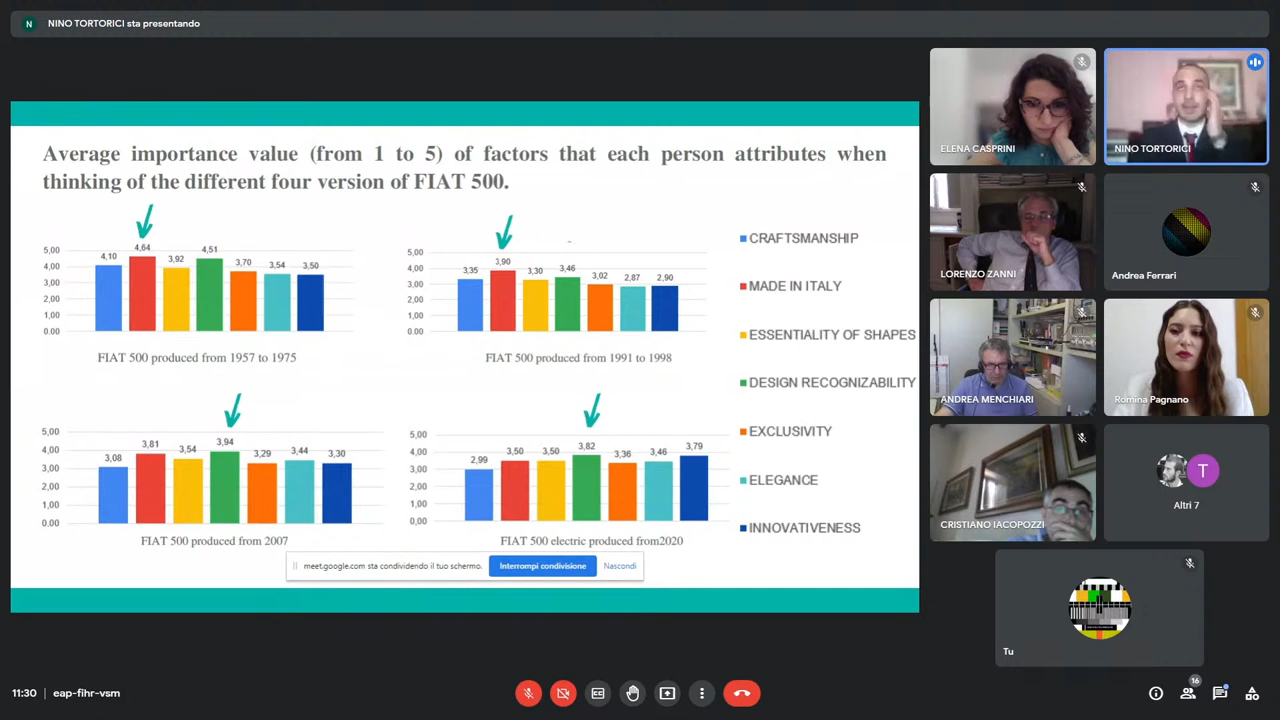 N NINO TORTORICI sta presentando
Average importance value (from 1 to 5) of factors that each person attributes when
thinking of the different four version of FIAT 500.
5,00
4,00
3,00
2,00
1,00
0.00
4,10 4,64 3,92 4,51 3,70 3,54 3,50
FIAT 500 produced from 1957 to 1975
5,00
4,00
3,00
2,00
1,00
0.00
3,35 3,90 3,30 3,46 3,02 2,87 2,90
FIAT 500 produced from 1991 to 1998
5,00
4,00
3,00
2,00
1,00
0.00
3,08 3,81 3,54 3,94 3,29 3,44 3,30
FIAT 500 produced from 2007
5,00
4,00
3,00
2,00
1,00
0,00
2,99 3,50 3,50 3,82 3,36 3,46 3,79
FIAT 500 electric produced from2020
CRAFTSMANSHIP
MADE IN ITALY
ESSENTIALITY OF SHAPES
DESIGN RECOGNIZABILITY
EXCLUSIVITY
ELEGANCE
INNOVATIVENESS
meet.google.com sta condividendo il tuo schermo. Interrompi condivisione Nascondi
ELENA CASPRINI
NINO TORTORICI
LORENZO ZANNI
Andrea Ferrari
ANDREA MENCHIARI
Romina Pagnano
CRISTIANO IACOPOZZI
T
Altri 7
Tu
11:30 eap-fihr-vsm
16